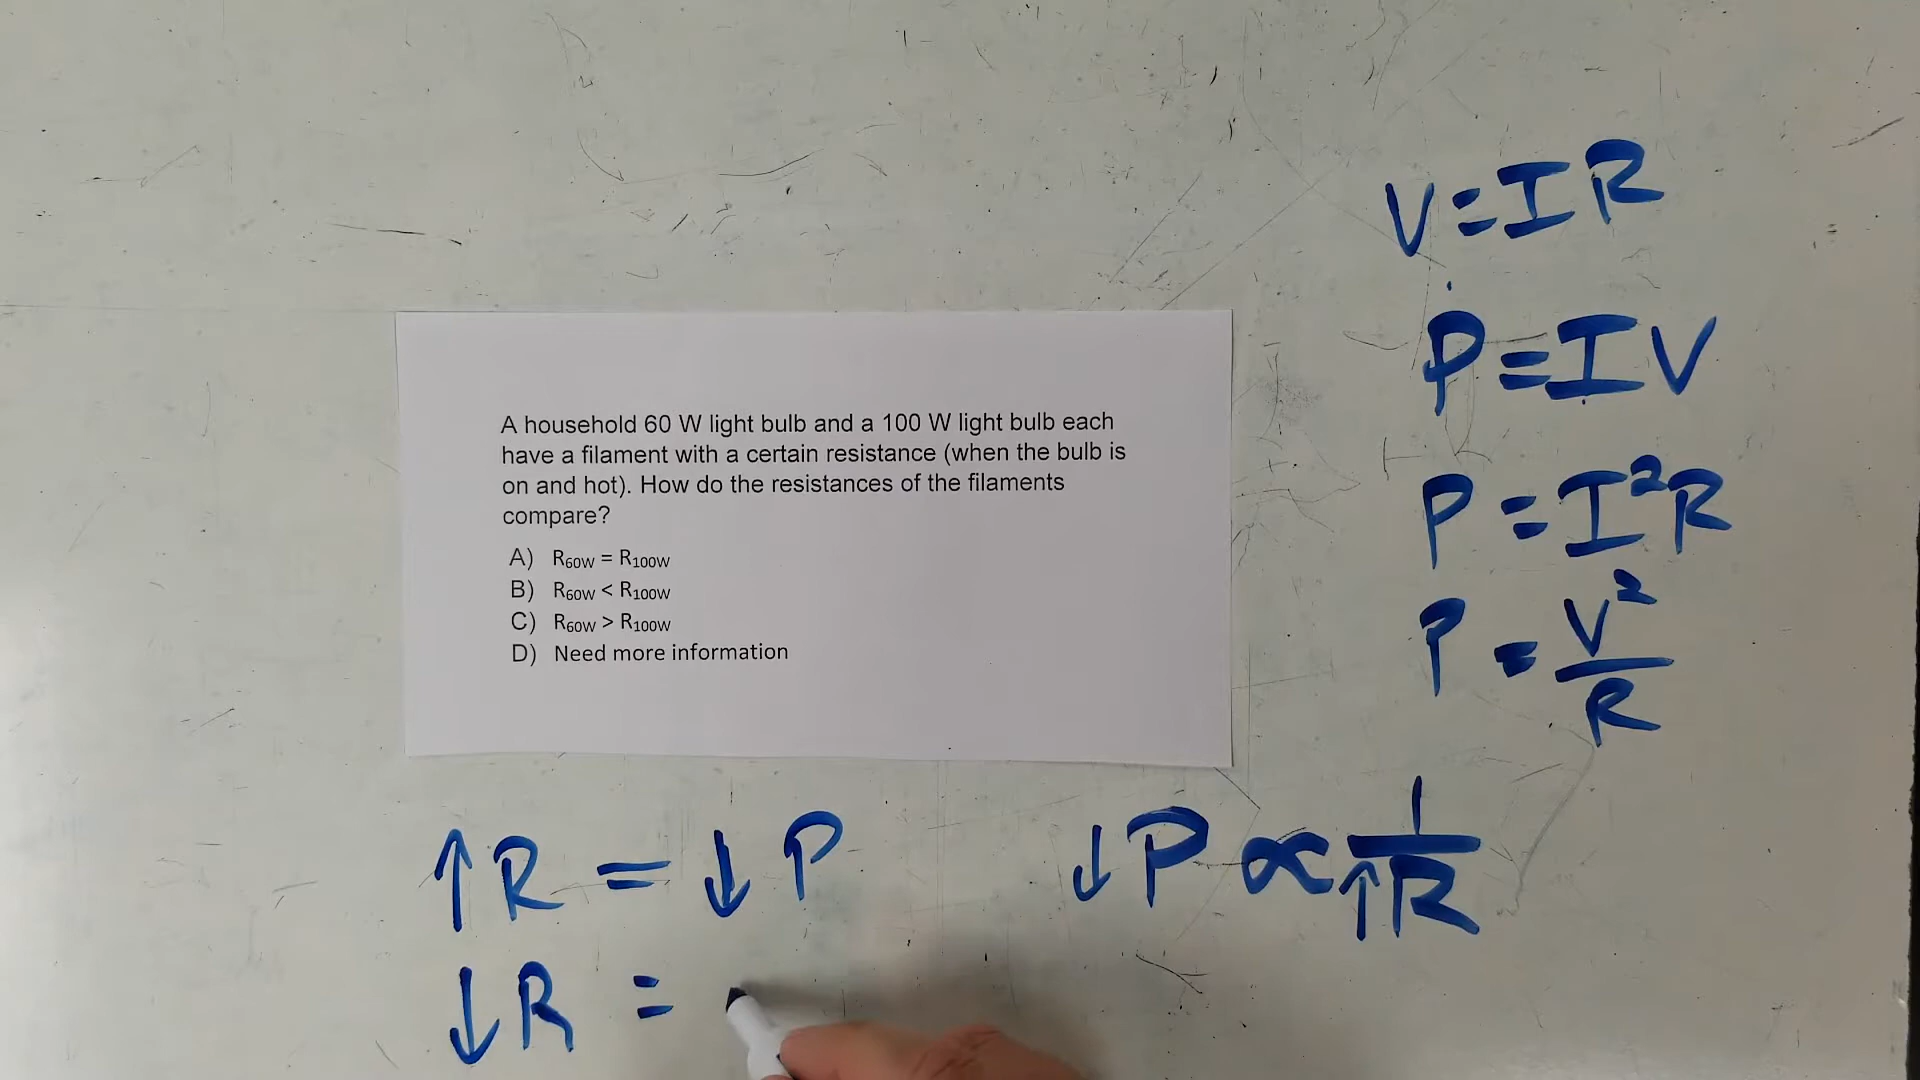 A household 60 W light bulb and a 100 W light bulb each
have a filament with a certain resistance (when the bulb is
on and hot). How do the resistances of the filaments
compare?
A) R60W = R100W
B) R60W < R100W
C) R60W > R100W
D) Need more information
V=IR
P=IV
P=I²R
P=V²/R
↑R=↓P
↓P∝1/↑R
↓R=